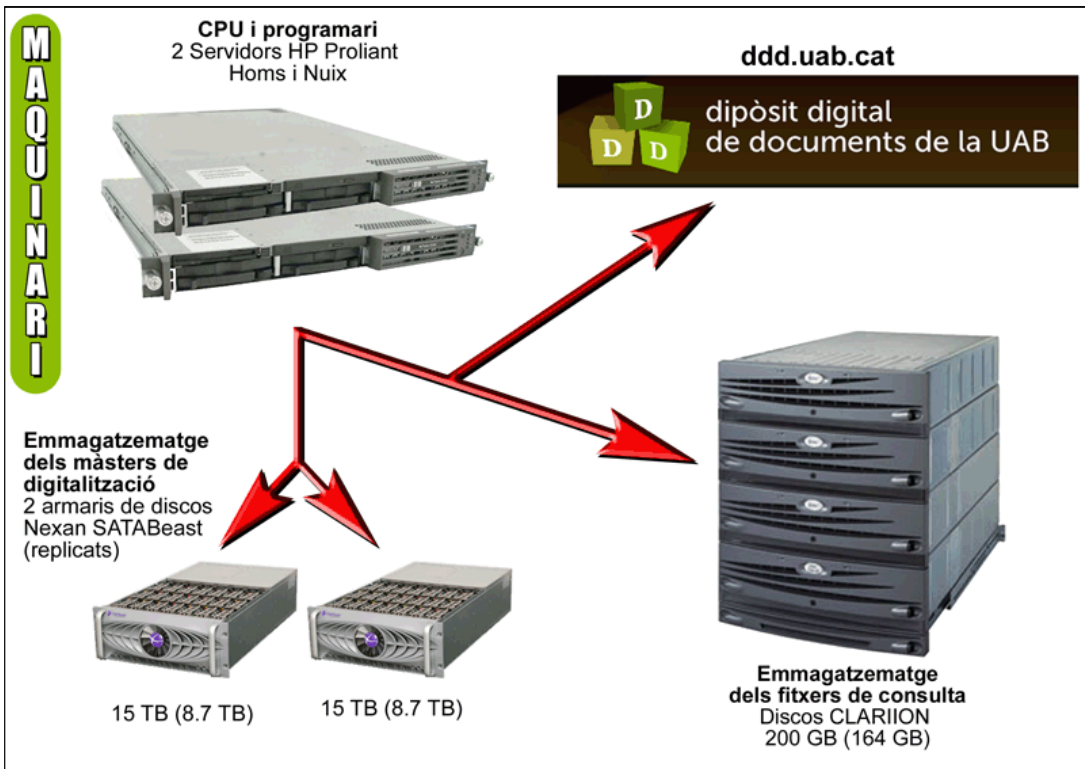 MAQUINARI
CPU i programari
2 Servidors HP Proliant
Homs i Nuix
ddd.uab.cat
D
D D
dipòsit digital
de documents de la UAB
Emmagatzematge
dels màsters de
digitalització
2 armaris de discos
Nexan SATABeast
(replicats)
15 TB (8.7 TB)
15 TB (8.7 TB)
Emmagatzematge
dels fitxers de consulta
Discos CLARIION
200 GB (164 GB)